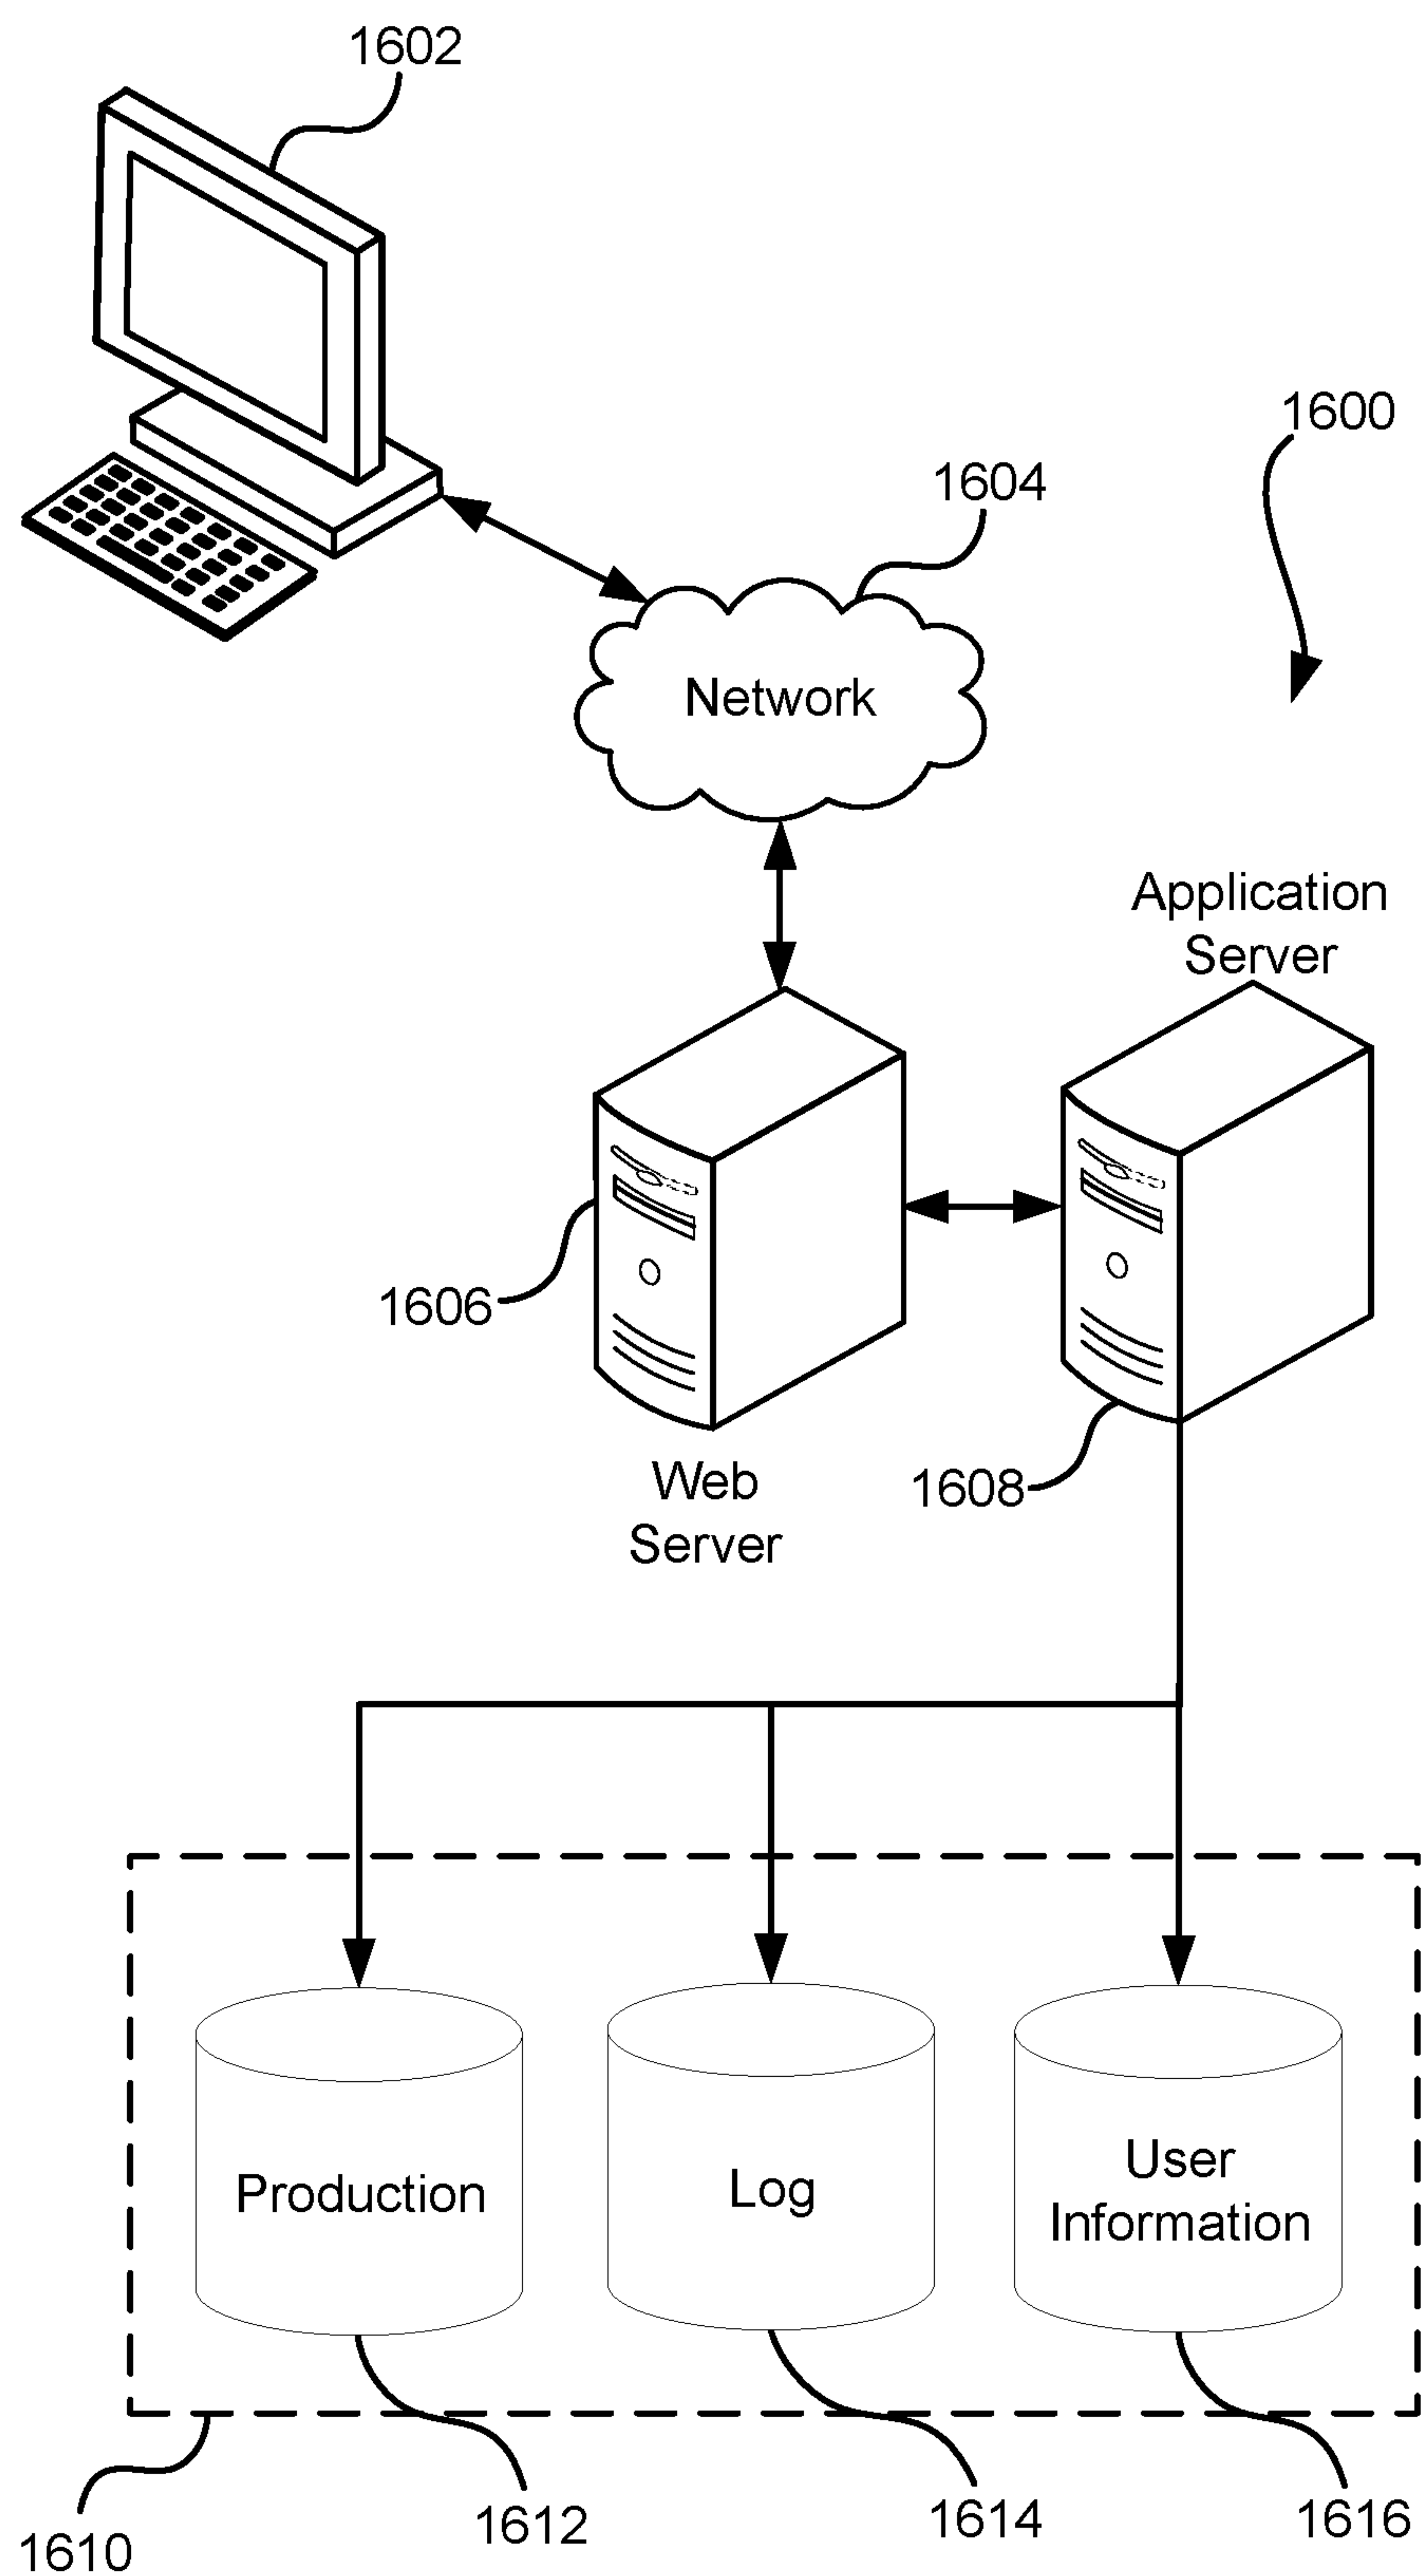 1602
1600
1604
Network
Application
Server
1606
1608
Web
Server
Production
Log
User
Information
1610
1612
1614
1616